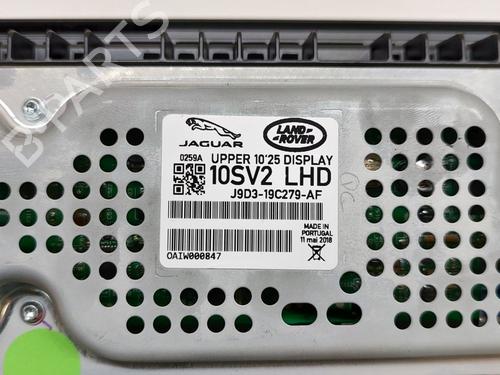 B-PARTS
JAGUAR
LAND ROVER
0259A UPPER 10'25 DISPLAY
10SV2 LHD
J9D3-19C279-AF
MADE IN
PORTUGAL
11 mai 2018
OAIW000847